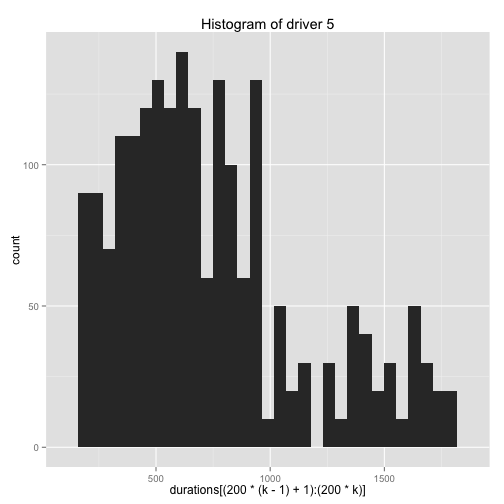 Histogram of driver 5
count
100
50
0
500
1000
1500
durations[(200 * (k - 1) + 1):(200 * k)]